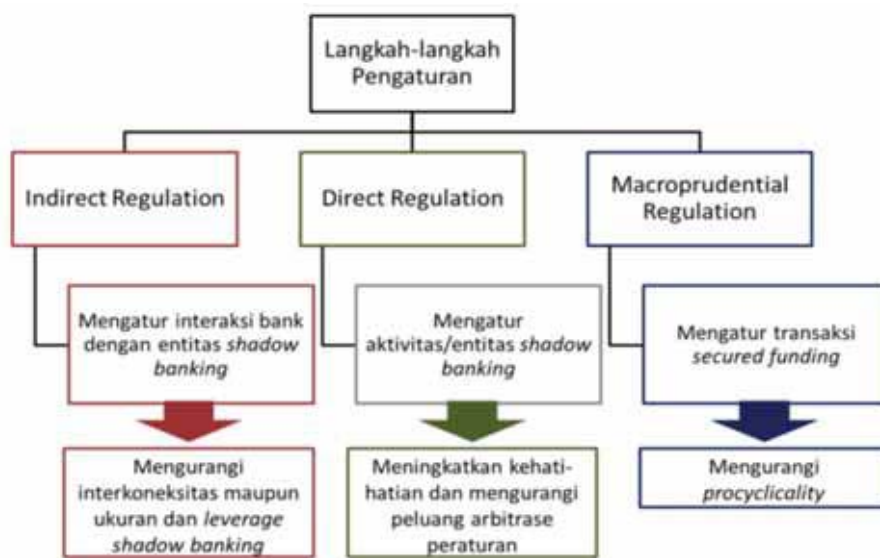 Langkah-langkah
Pengaturan
Indirect Regulation
Direct Regulation
Macroprudential
Regulation
Mengatur interaksi bank
dengan entitas shadow
banking
Mengatur
aktivitas/entitas shadow
banking
Mengatur transaksi
secured funding
Mengurangi
interkoneksitas maupun
ukuran dan leverage
shadow banking
Meningkatkan kehati-
hatian dan mengurangi
peluang arbitrase
peraturan
Mengurangi
procyclicality